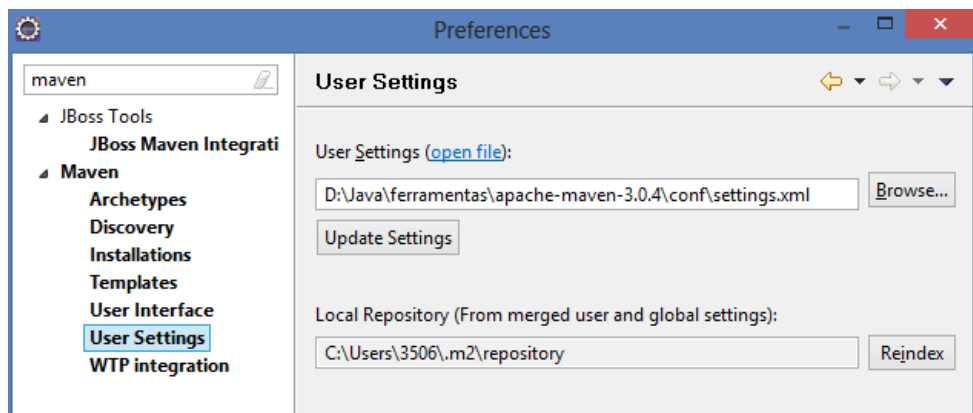 Preferences
maven
JBoss Tools
JBoss Maven Integrati
Maven
Archetypes
Discovery
Installations
Templates
User Interface
User Settings
WTP integration
User Settings
User Settings (open file):
D:\Java\ferramentas\apache-maven-3.0.4\conf\settings.xml
Browse...
Update Settings
Local Repository (From merged user and global settings):
C:\Users\3506\.m2\repository
Reindex